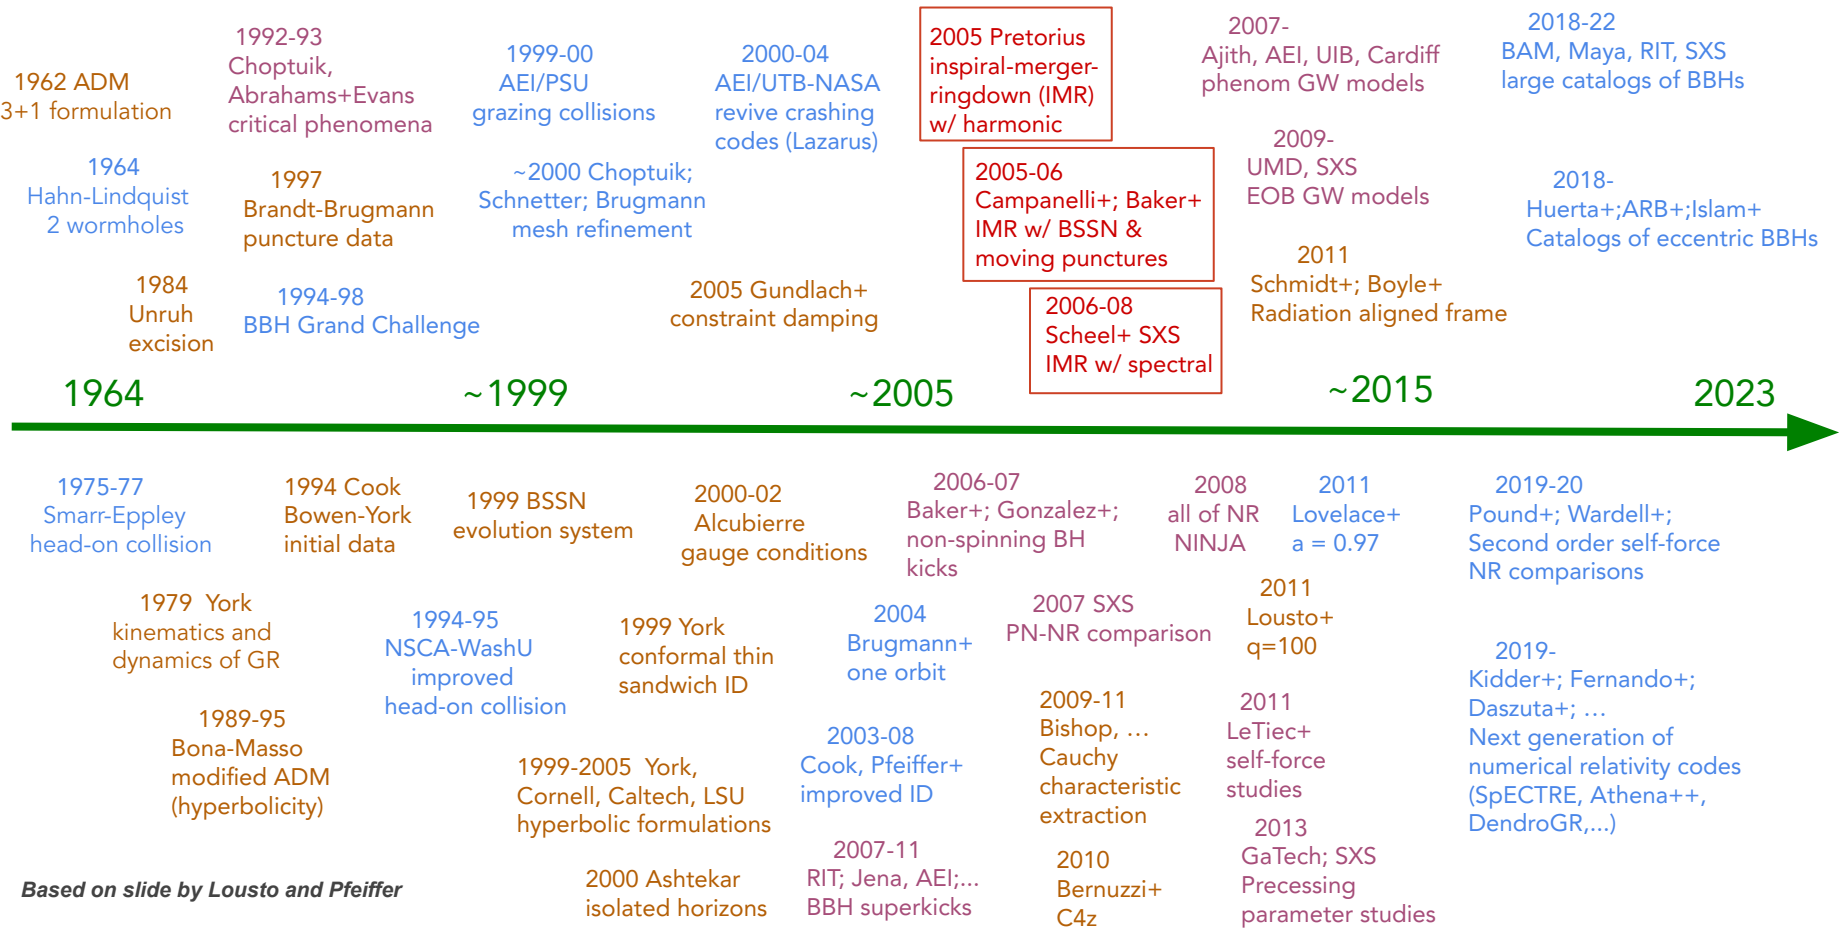 1962 ADM
3+1 formulation
1964
Hahn-Lindquist
2 wormholes
1984
Unruh
excision
1992-93
Choptuik,
Abrahams+Evans
critical phenomena
1997
Brandt-Brugmann
puncture data
1994-98
BBH Grand Challenge
1999-00
AEI/PSU
grazing collisions
~2000 Choptuik;
Schnetter; Brugmann
mesh refinement
2000-04
AEI/UTB-NASA
revive crashing
codes (Lazarus)
2005 Gundlach+
constraint damping
2005 Pretorius
inspiral-merger-
ringdown (IMR)
w/ harmonic
2005-06
Campanelli+; Baker+
IMR w/ BSSN &
moving punctures
2006-08
Scheel+ SXS
IMR w/ spectral
2007-
Ajith, AEI, UIB, Cardiff
phenom GW models
2009-
UMD, SXS
EOB GW models
2011
Schmidt+; Boyle+
Radiation aligned frame
2018-22
BAM, Maya, RIT, SXS
large catalogs of BBHs
2018-
Huerta+;ARB+;Islam+
Catalogs of eccentric BBHs
1964
~1999
~2005
~2015
2023
1975-77
Smarr-Eppley
head-on collision
1979 York
kinematics and
dynamics of GR
1989-95
Bona-Masso
modified ADM
(hyperbolicity)
1994 Cook
Bowen-York
initial data
1994-95
NSCA-WashU
improved
head-on collision
1999 BSSN
evolution system
1999 York
conformal thin
sandwich ID
1999-2005 York,
Cornell, Caltech, LSU
hyperbolic formulations
2000 Ashtekar
isolated horizons
2000-02
Alcubierre
gauge conditions
2004
Brugmann+
one orbit
2003-08
Cook, Pfeiffer+
improved ID
2007-11
RIT; Jena, AEI;...
BBH superkicks
2006-07
Baker+; Gonzalez+;
non-spinning BH
kicks
2007 SXS
PN-NR comparison
2009-11
Bishop, …
Cauchy
characteristic
extraction
2010
Bernuzzi+
C4z
2008
all of NR
NINJA
2011
Lovelace+
a = 0.97
2011
Lousto+
q=100
2011
LeTiec+
self-force
studies
2013
GaTech; SXS
Precessing
parameter studies
2019-20
Pound+; Wardell+;
Second order self-force
NR comparisons
2019-
Kidder+; Fernando+;
Daszuta+; …
Next generation of
numerical relativity codes
(SpECTRE, Athena++,
DendroGR,...)
Based on slide by Lousto and Pfeiffer